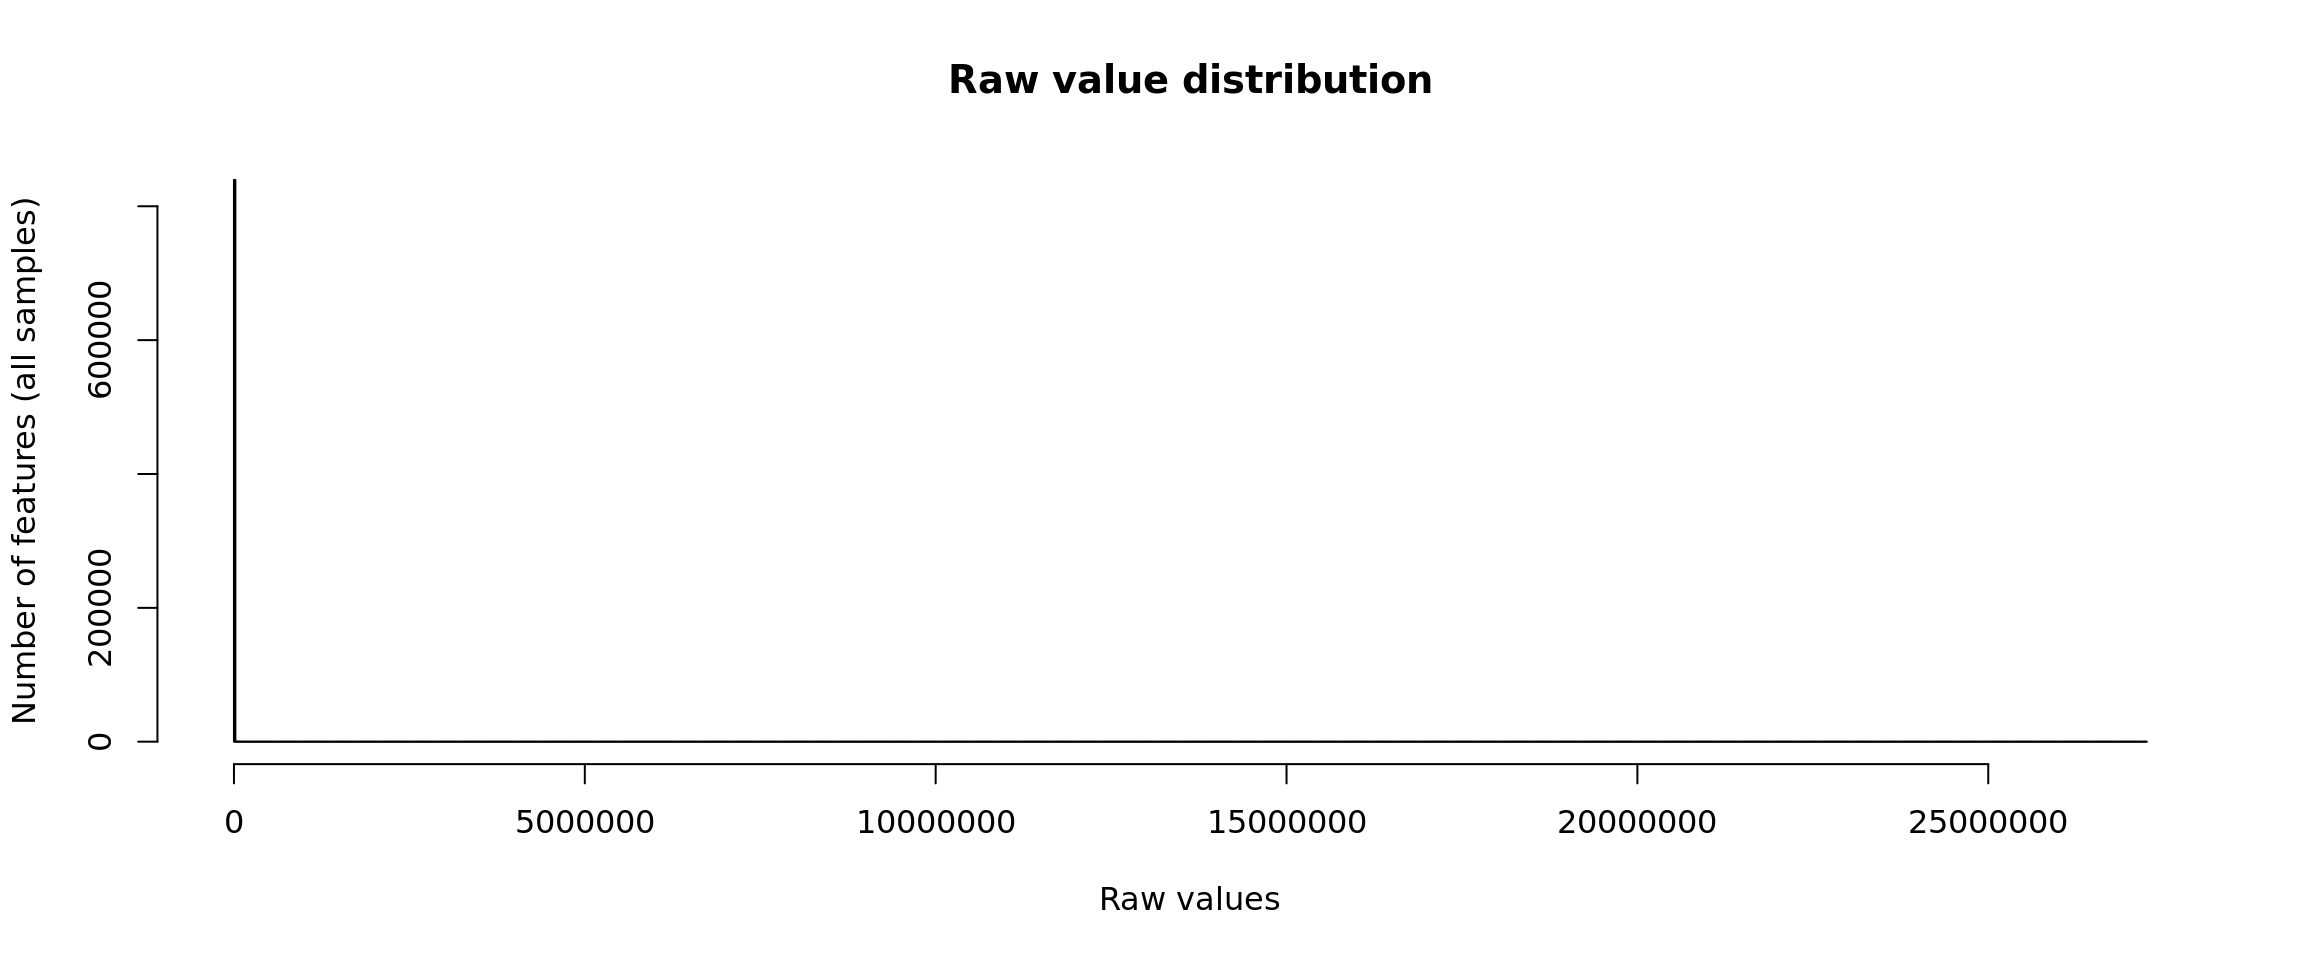 Raw value distribution
Number of features (all samples)
600000
200000
0
0 5000000 10000000 15000000 20000000 25000000
Raw values